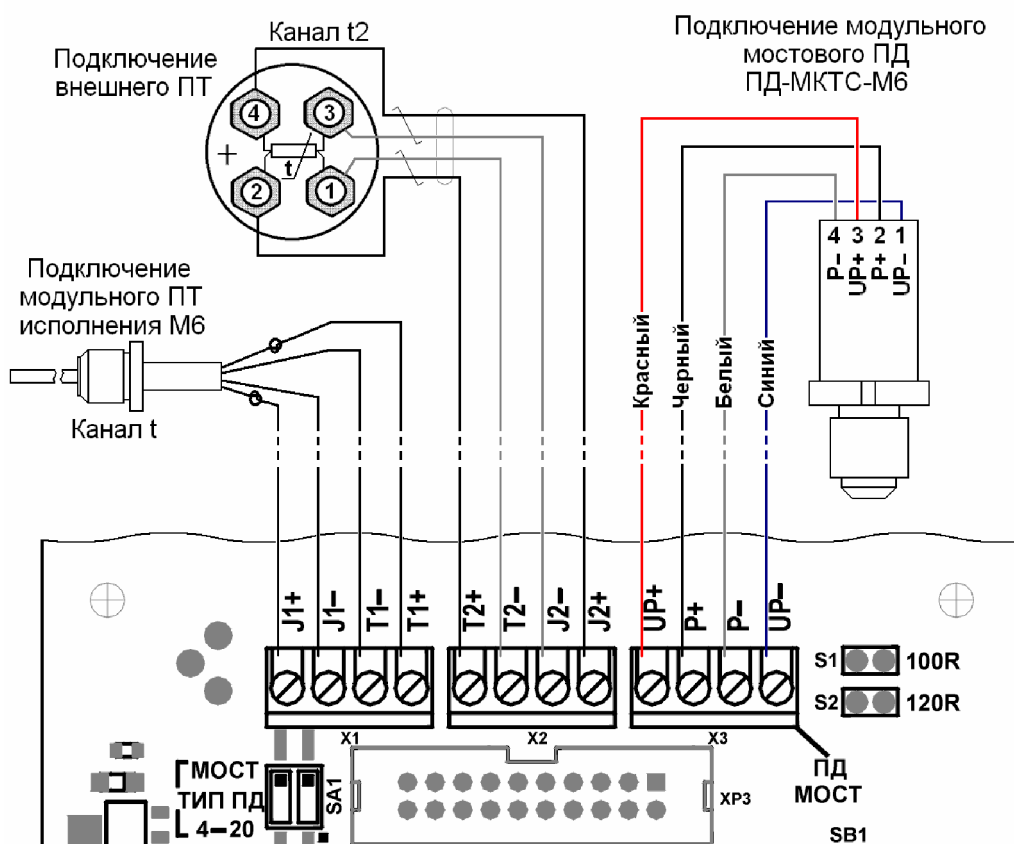 Канал t2
Подключение
внешнего ПТ
Подключение модульного
мостового ПД
ПД-МКТС-М6
4
3
+
t
2
1
4 3 2 1
P–
UP+
P+
UP–
Подключение
модульного ПТ
исполнения М6
Канал t
Красный
Черный
Белый
Синий
J1+
J1–
T1–
T1+
T2+
T2–
J2–
J2+
UP+
P+
P–
UP–
S1 100R
S2 120R
X1
X2
X3
МОСТ
ТИП ПД
4–20
SA1
XP3
ПД
МОСТ
SB1